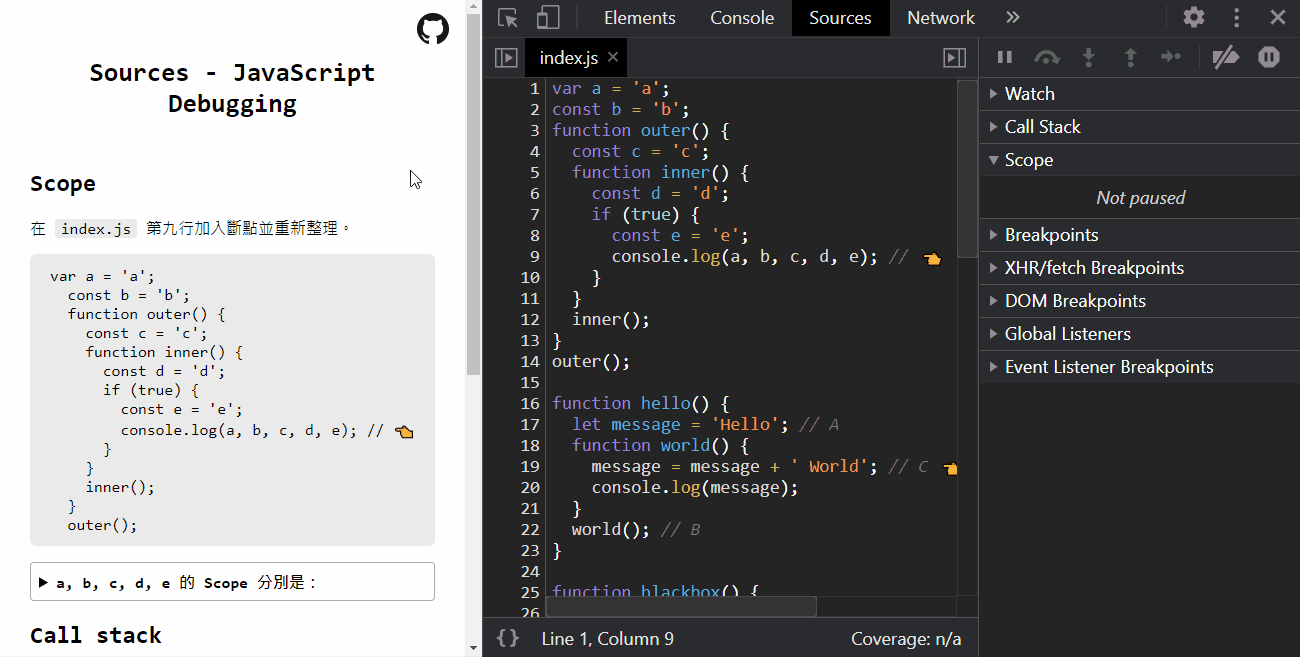 Sources - JavaScript
Debugging
Scope
在 index.js 第九行加入斷點並重新整理。
var a = 'a';
const b = 'b';
function outer() {
const c = 'c';
function inner() {
const d = 'd';
if (true) {
const e = 'e';
console.log(a, b, c, d, e); // 👈
}
}
inner();
}
outer();
▶ a, b, c, d, e 的 Scope 分別是：
Call stack
Elements Console Sources Network »
index.js ×
1 var a = 'a';
2 const b = 'b';
3 function outer() {
4 const c = 'c';
5 function inner() {
6 const d = 'd';
7 if (true) {
8 const e = 'e';
9 console.log(a, b, c, d, e); // 👈
10 }
11 }
12 inner();
13 }
14 outer();
15
16 function hello() {
17 let message = 'Hello'; // A
18 function world() {
19 message = message + ' World'; // C 👈
20 console.log(message);
21 }
22 world(); // B
23 }
24
25 function blackbox() {
26
{} Line 1, Column 9 Coverage: n/a
▶ Watch
▶ Call Stack
▼ Scope
Not paused
▶ Breakpoints
▶ XHR/fetch Breakpoints
▶ DOM Breakpoints
▶ Global Listeners
▶ Event Listener Breakpoints